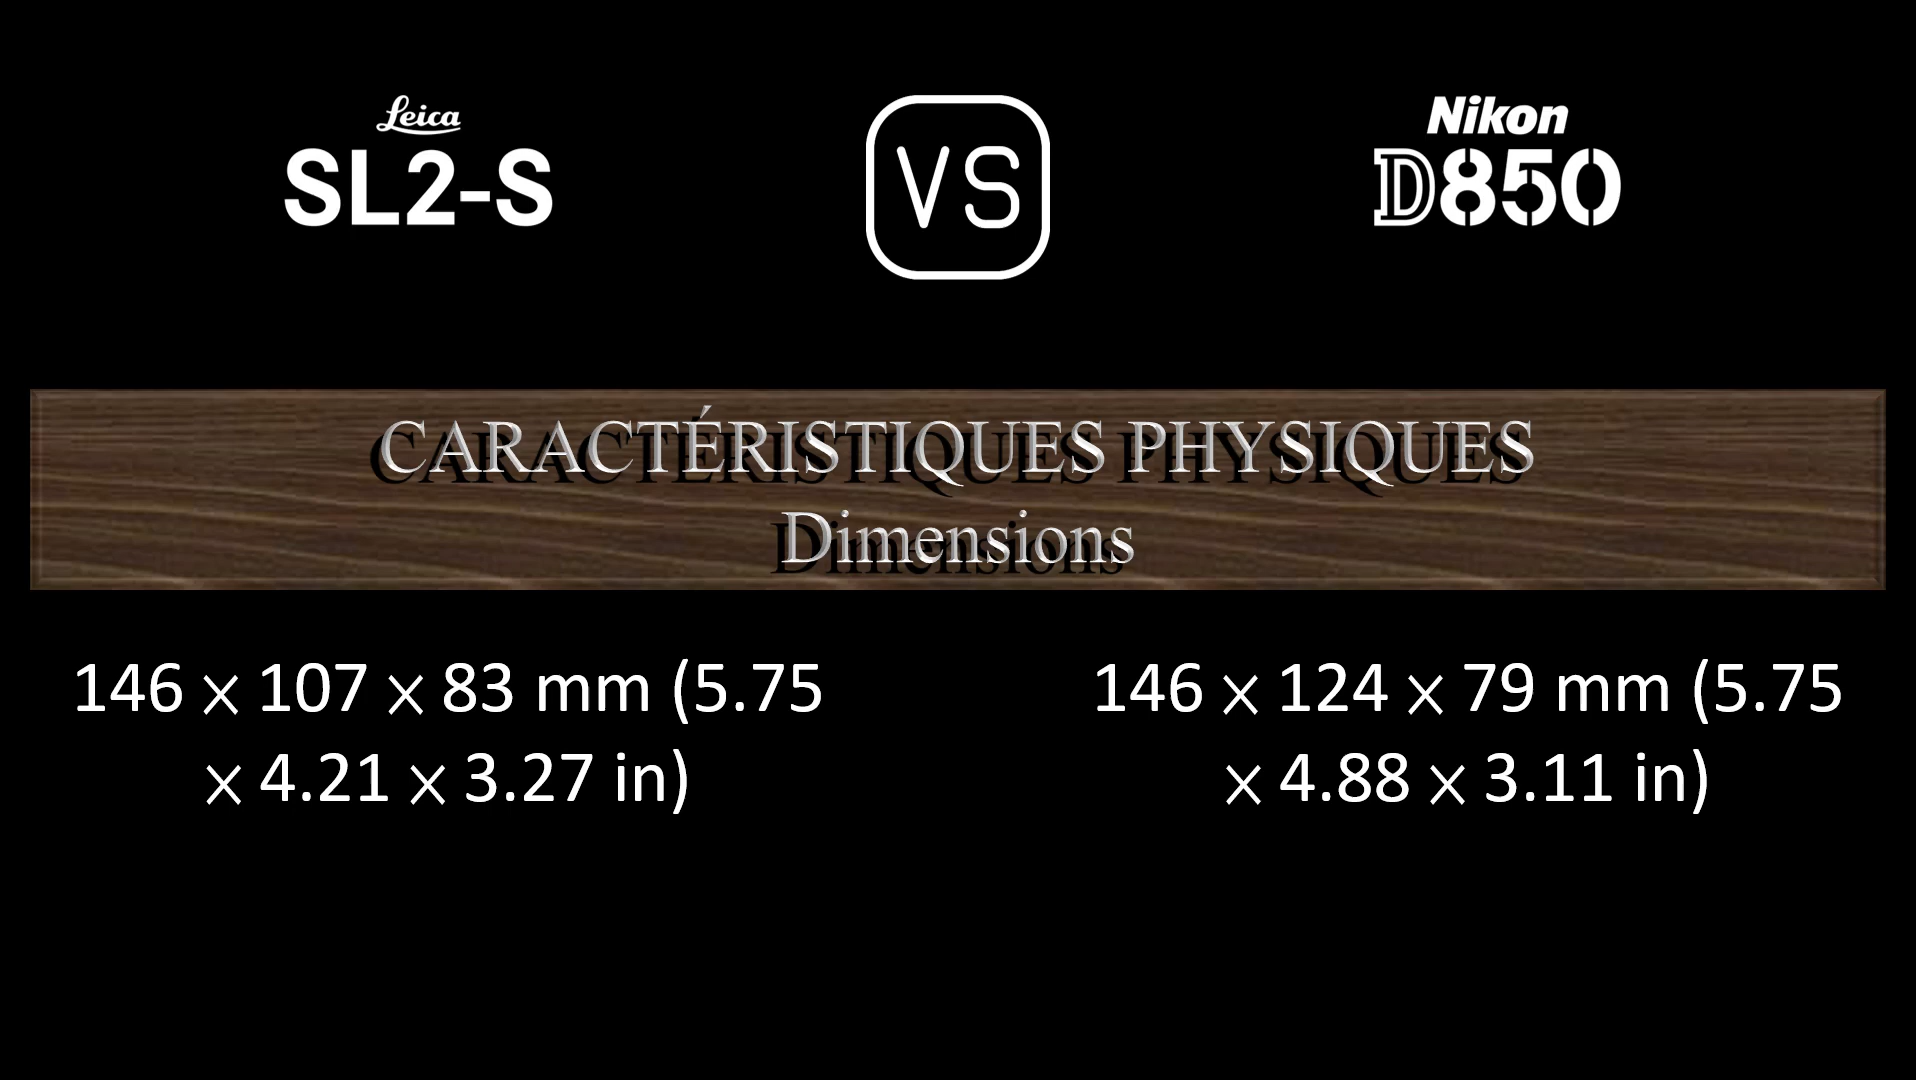 Leica
SL2-S
VS
Nikon
D850
CARACTÉRISTIQUES PHYSIQUES
Dimensions
146 x 107 x 83 mm (5.75
x 4.21 x 3.27 in)
146 x 124 x 79 mm (5.75
x 4.88 x 3.11 in)